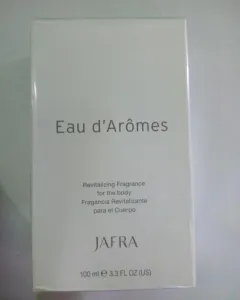 Eau d'Arômes
Revitalizing Fragrance
for the body
Fragancia Revitalizante
para el Cuerpo
JAFRA
100 ml e 3.3 FL OZ (US)